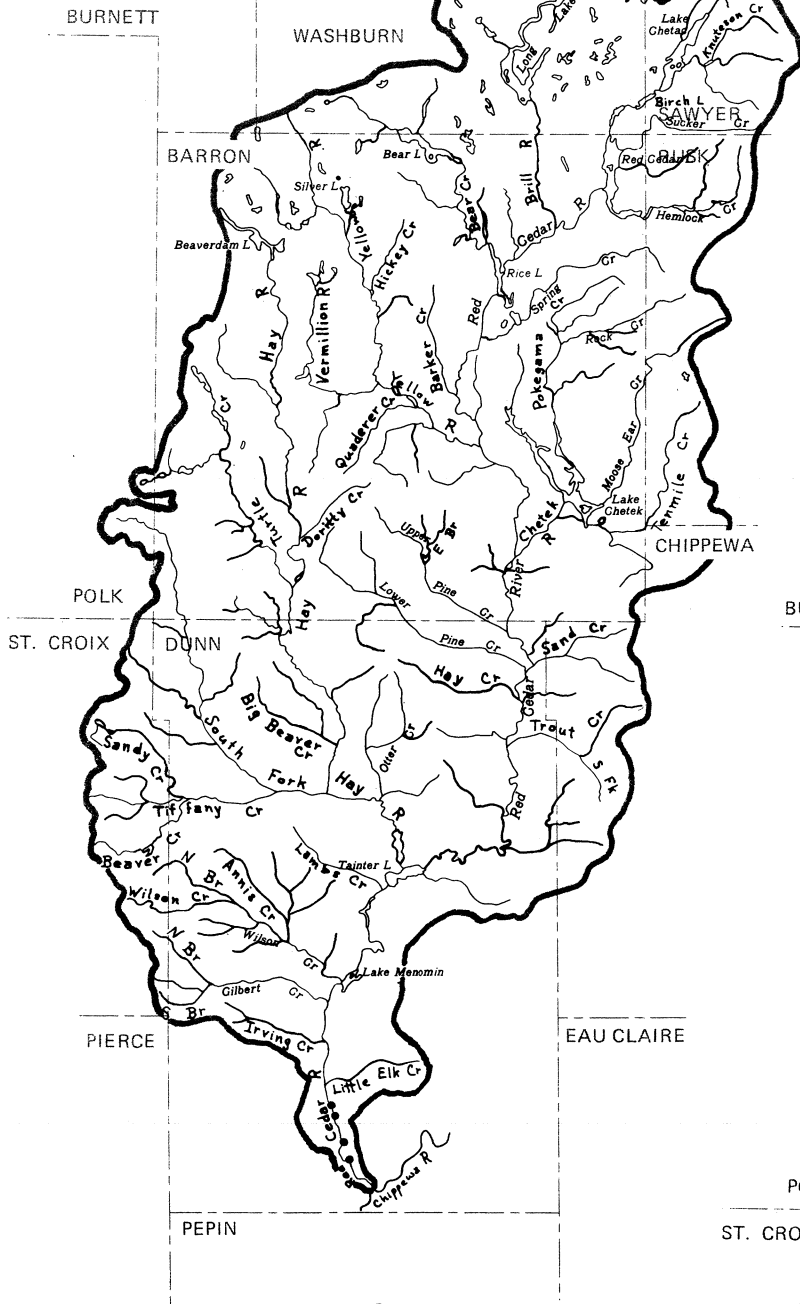 BURNETT
WASHBURN
Long
Lake
Lake
Chetac
Knuteson Cr
Birch L
SAWYER
Sucker Cr
BARRON
RUSK
Bear L
R
Red Cedar L
Silver L
Bear Cr
Brill R
Hemlock Cr
Yellow
Hickey Cr
Cedar R
Beaverdam L
Rice L
Cr
Spring
Cr
Hay R
Vermillion R
Barker Cr
Red
Rock Cr
Pokegama
Yellow R
Quaderer Cr
Cr
Moose Ear Cr
Tenmile Cr
Turtle
R
Doritty Cr
Lake
Chetek
Chetek
R
CHIPPEWA
Upper
E Br
River
Pine Cr
POLK
Lower
Pine Cr
Hay
ST. CROIX
DUNN
Sand Cr
Hay Cr
Cedar
Big Beaver
Cr
South
Fork
Otter Cr
Trout Cr
S Fk
Sandy Cr
Hay
R
Red
Tiffany Cr
Beaver
Cr
N
Br
Annis Cr
Lambs Cr
Tainter L
Wilson Cr
N Br
Wilson
Cr
Lake Menomin
Gilbert Cr
S Br
PIERCE
Irving Cr
EAU CLAIRE
R
Little Elk Cr
Cedar
Red
Chippewa R
PEPIN
ST. CRO